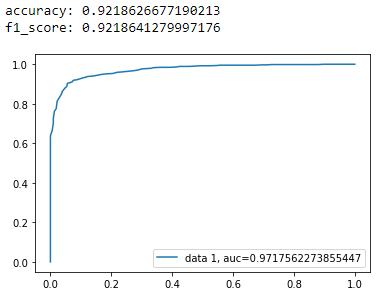 accuracy: 0.9218626677190213
f1_score: 0.9218641279997176
1.0
0.8
0.6
0.4
0.2
0.0
data 1, auc=0.9717562273855447
0.0 0.2 0.4 0.6 0.8 1.0